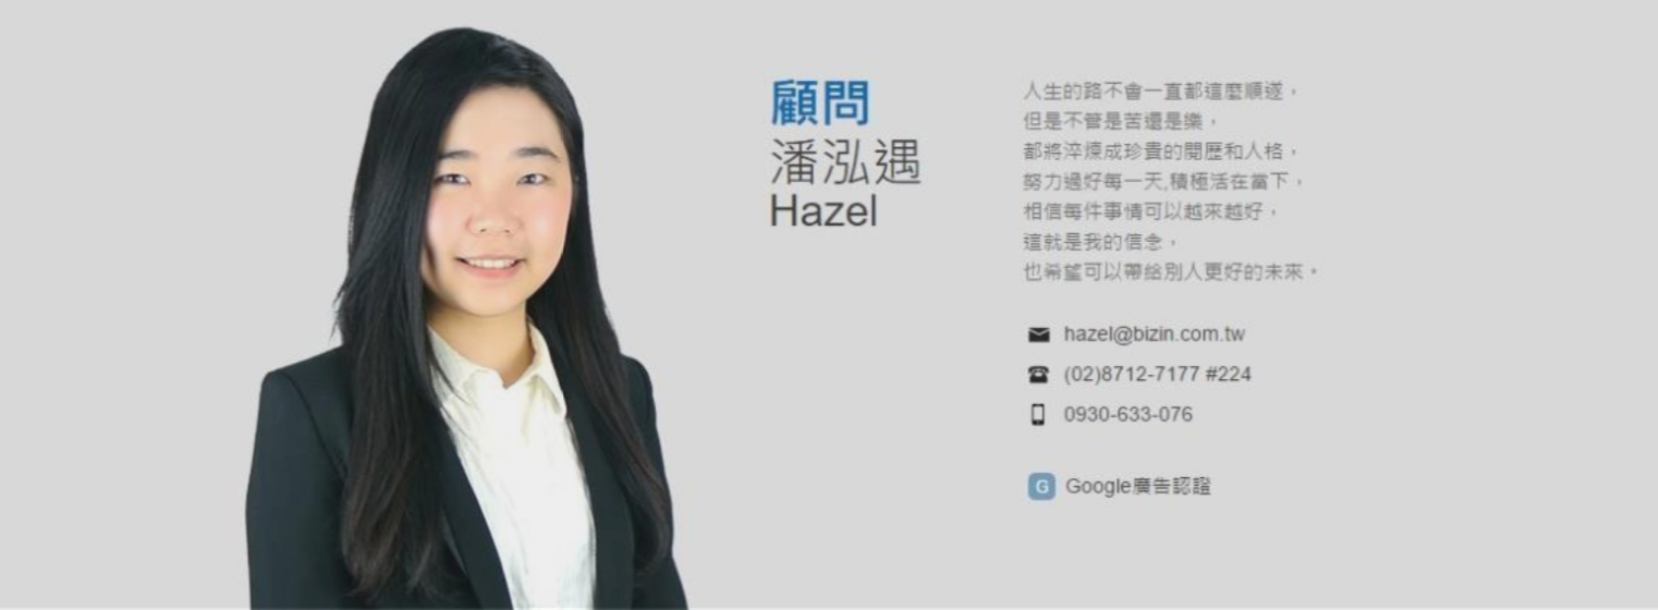 顧問
潘泓遇
Hazel
人生的路不會一直都這麼順遂，
但是不管是苦還是樂，
都將淬煉成珍貴的閱歷和人格，
努力過好每一天,積極活在當下，
相信每件事情可以越來越好，
這就是我的信念，
也希望可以帶給別人更好的未來。
hazel@bizin.com.tw
(02)8712-7177 #224
0930-633-076
G Google廣告認證